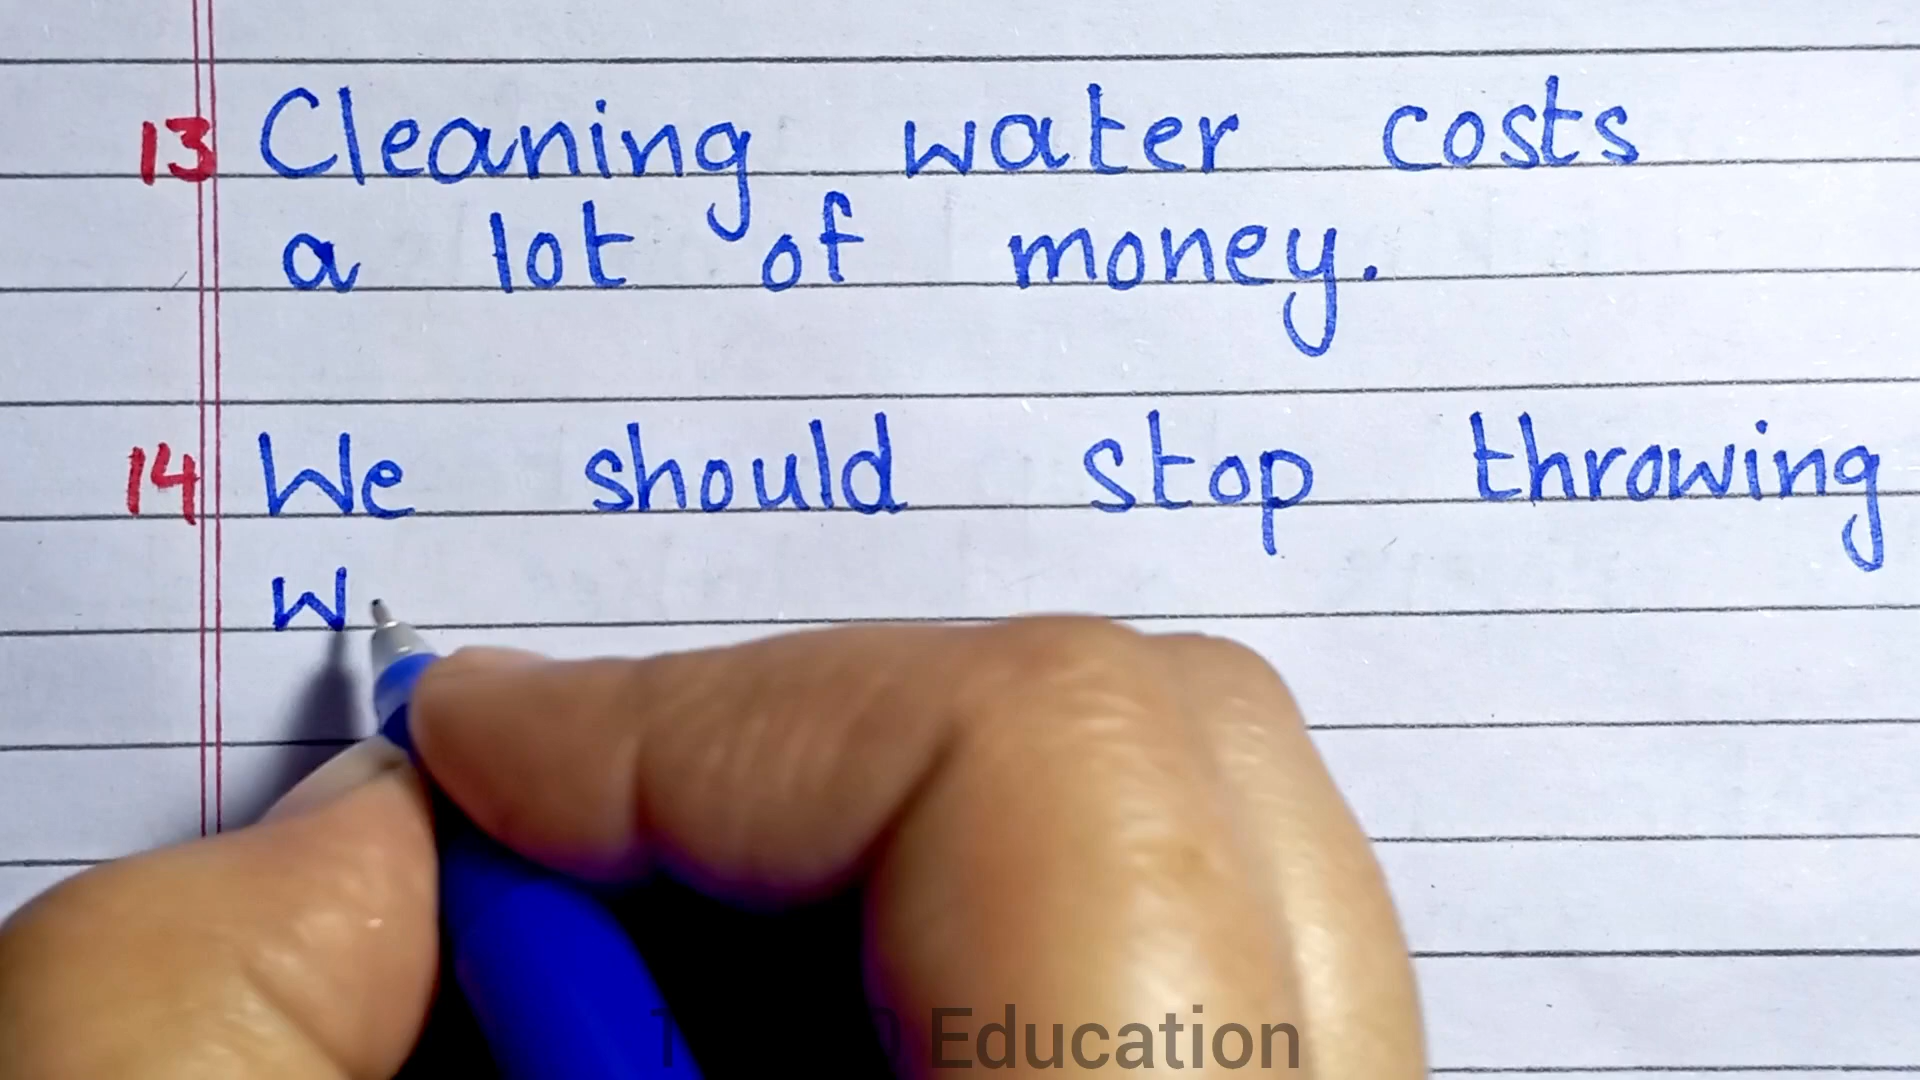 13 Cleaning water costs
a lot of money.
14 We should stop throwing
w
Education